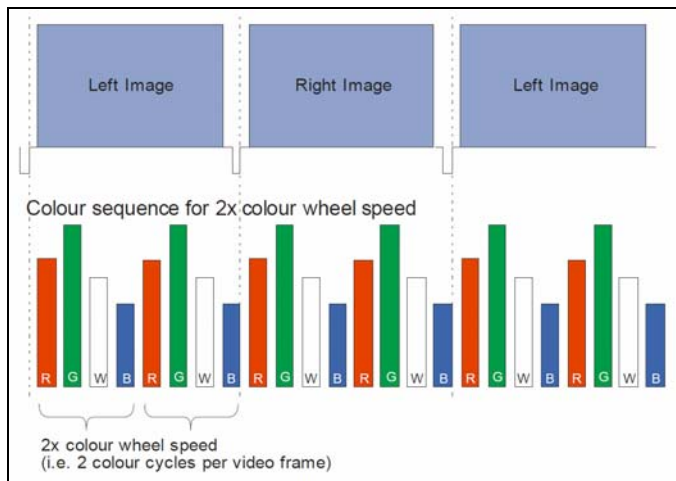 Left Image Right Image Left Image
Colour sequence for 2x colour wheel speed
R G W B R G W B R G W B R G W B R G W B R G W B
2x colour wheel speed
(i.e. 2 colour cycles per video frame)